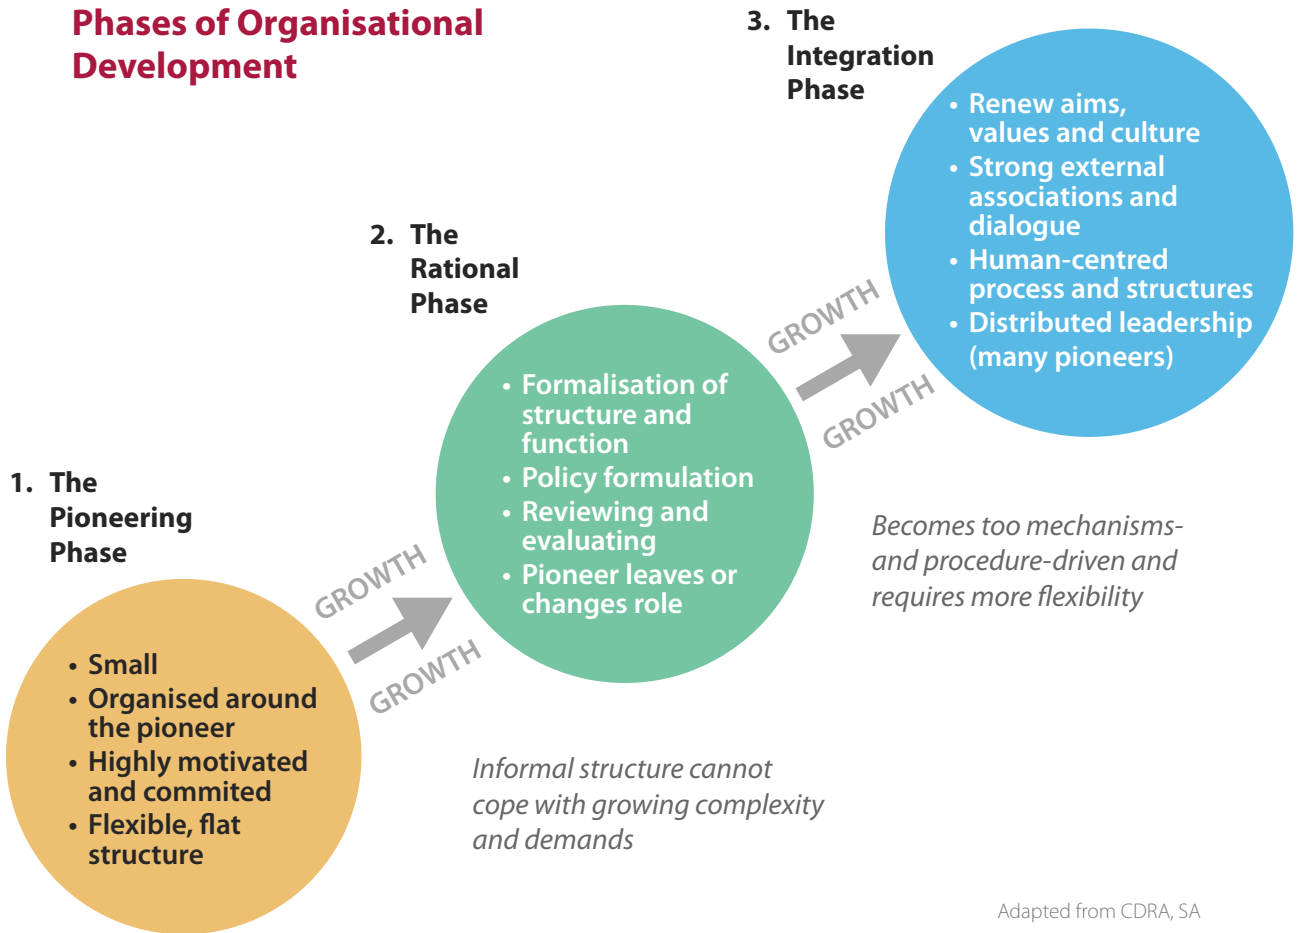 Phases of Organisational
Development
1. The
Pioneering
Phase
• Small
• Organised around
the pioneer
• Highly motivated
and commited
• Flexible, flat
structure
GROWTH
GROWTH
Informal structure cannot
cope with growing complexity
and demands
2. The
Rational
Phase
• Formalisation of
structure and
function
• Policy formulation
• Reviewing and
evaluating
• Pioneer leaves or
changes role
GROWTH
GROWTH
Becomes too mechanisms-
and procedure-driven and
requires more flexibility
3. The
Integration
Phase
• Renew aims,
values and culture
• Strong external
associations and
dialogue
• Human-centred
process and structures
• Distributed leadership
(many pioneers)
Adapted from CDRA, SA